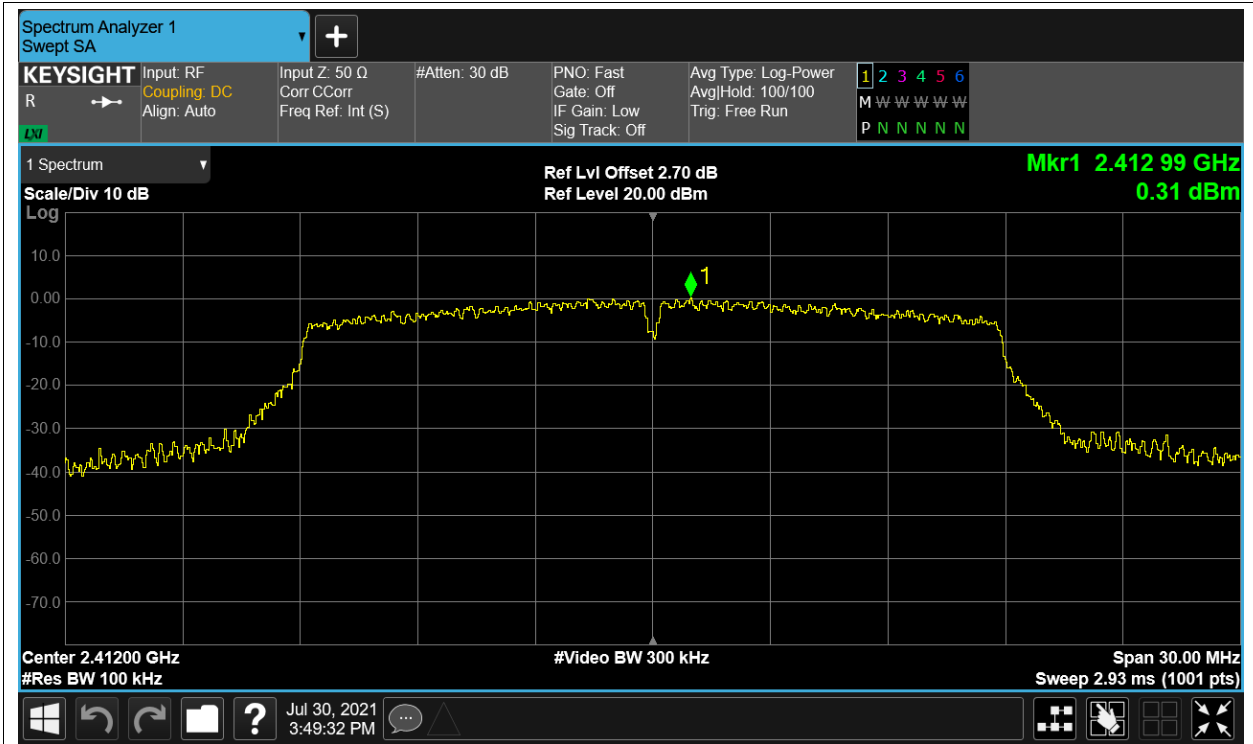 Spectrum Analyzer 1
Swept SA
+
KEYSIGHT
R
LXI
Input: RF
Coupling: DC
Align: Auto
Input Z: 50 Ω
Corr CCorr
Freq Ref: Int (S)
#Atten: 30 dB
PNO: Fast
Gate: Off
IF Gain: Low
Sig Track: Off
Avg Type: Log-Power
Avg|Hold: 100/100
Trig: Free Run
1 2 3 4 5 6
M W W W W W
P N N N N N
1 Spectrum
Scale/Div 10 dB
Log
Ref Lvl Offset 2.70 dB
Ref Level 20.00 dBm
Mkr1 2.412 99 GHz
0.31 dBm
10.0
0.00
-10.0
-20.0
-30.0
-40.0
-50.0
-60.0
-70.0
1
Center 2.41200 GHz
#Res BW 100 kHz
#Video BW 300 kHz
Span 30.00 MHz
Sweep 2.93 ms (1001 pts)
?
Jul 30, 2021
3:49:32 PM